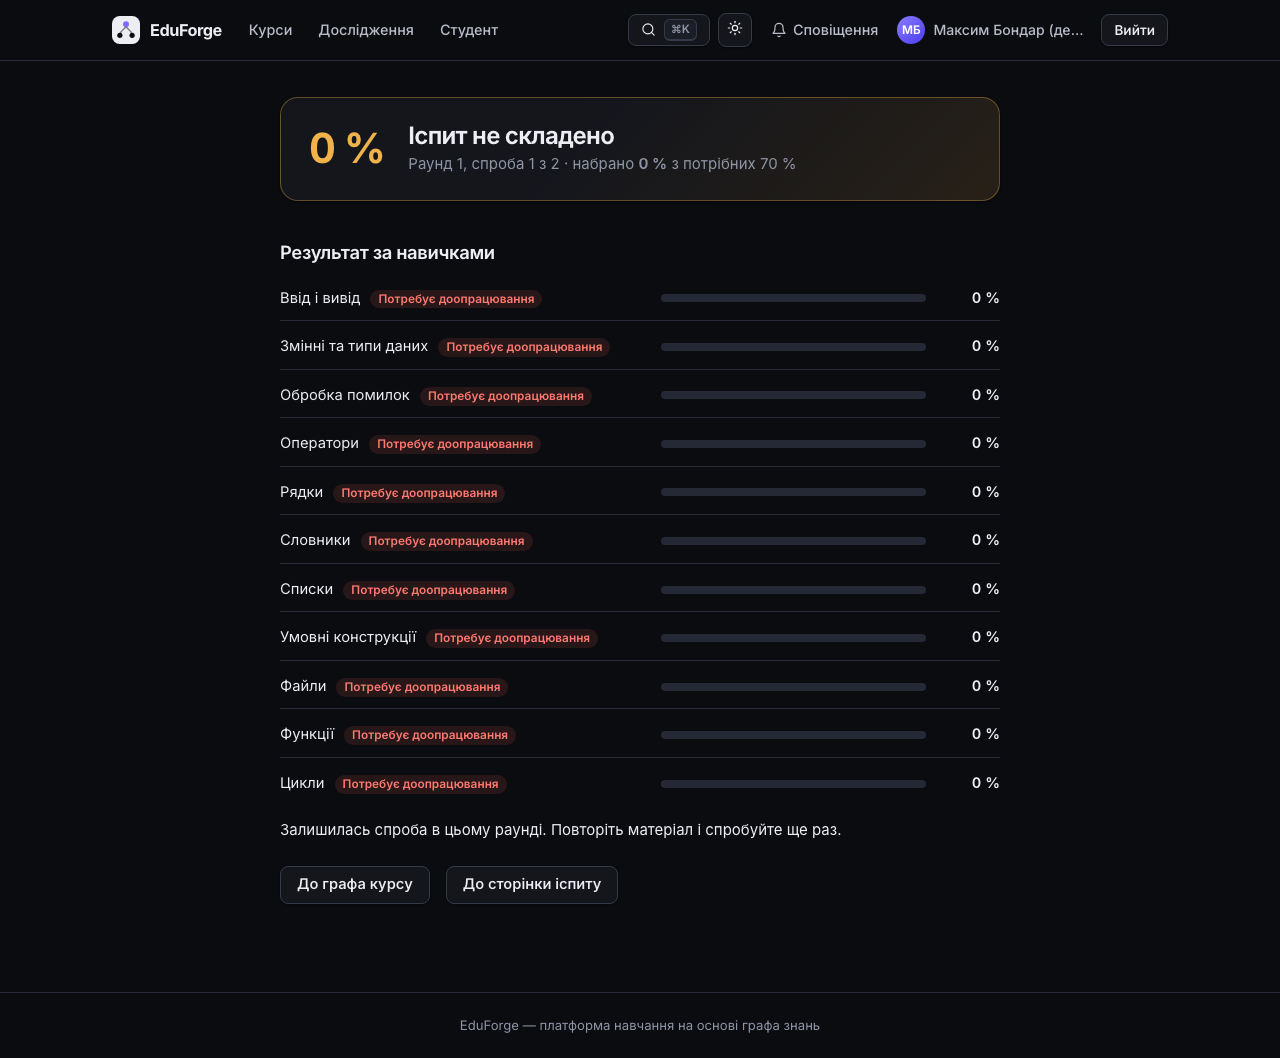 EduForge Курси Дослідження Студент ⌘K Сповіщення МБ Максим Бондар (де... Вийти
0 % Іспит не складено
Раунд 1, спроба 1 з 2 · набрано 0 % з потрібних 70 %
Результат за навичками
Ввід і вивід Потребує доопрацювання 0 %
Змінні та типи даних Потребує доопрацювання 0 %
Обробка помилок Потребує доопрацювання 0 %
Оператори Потребує доопрацювання 0 %
Рядки Потребує доопрацювання 0 %
Словники Потребує доопрацювання 0 %
Списки Потребує доопрацювання 0 %
Умовні конструкції Потребує доопрацювання 0 %
Файли Потребує доопрацювання 0 %
Функції Потребує доопрацювання 0 %
Цикли Потребує доопрацювання 0 %
Залишилась спроба в цьому раунді. Повторіть матеріал і спробуйте ще раз.
До графа курсу До сторінки іспиту
EduForge — платформа навчання на основі графа знань